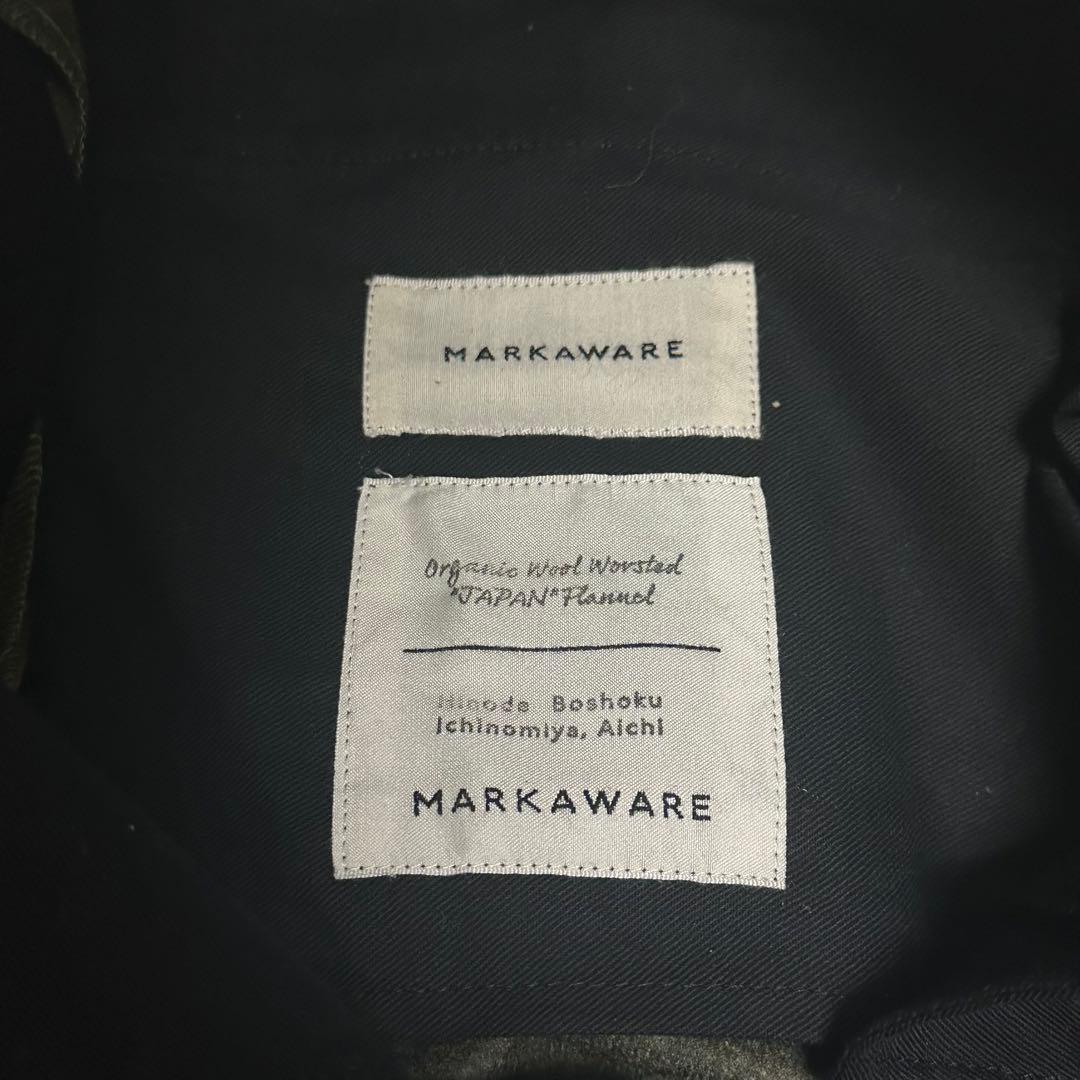 MARKAWARE
Organic Wool Worsted
"JAPAN" Flannel
Hinode Boshoku
Ichinomiya, Aichi
MARKAWARE